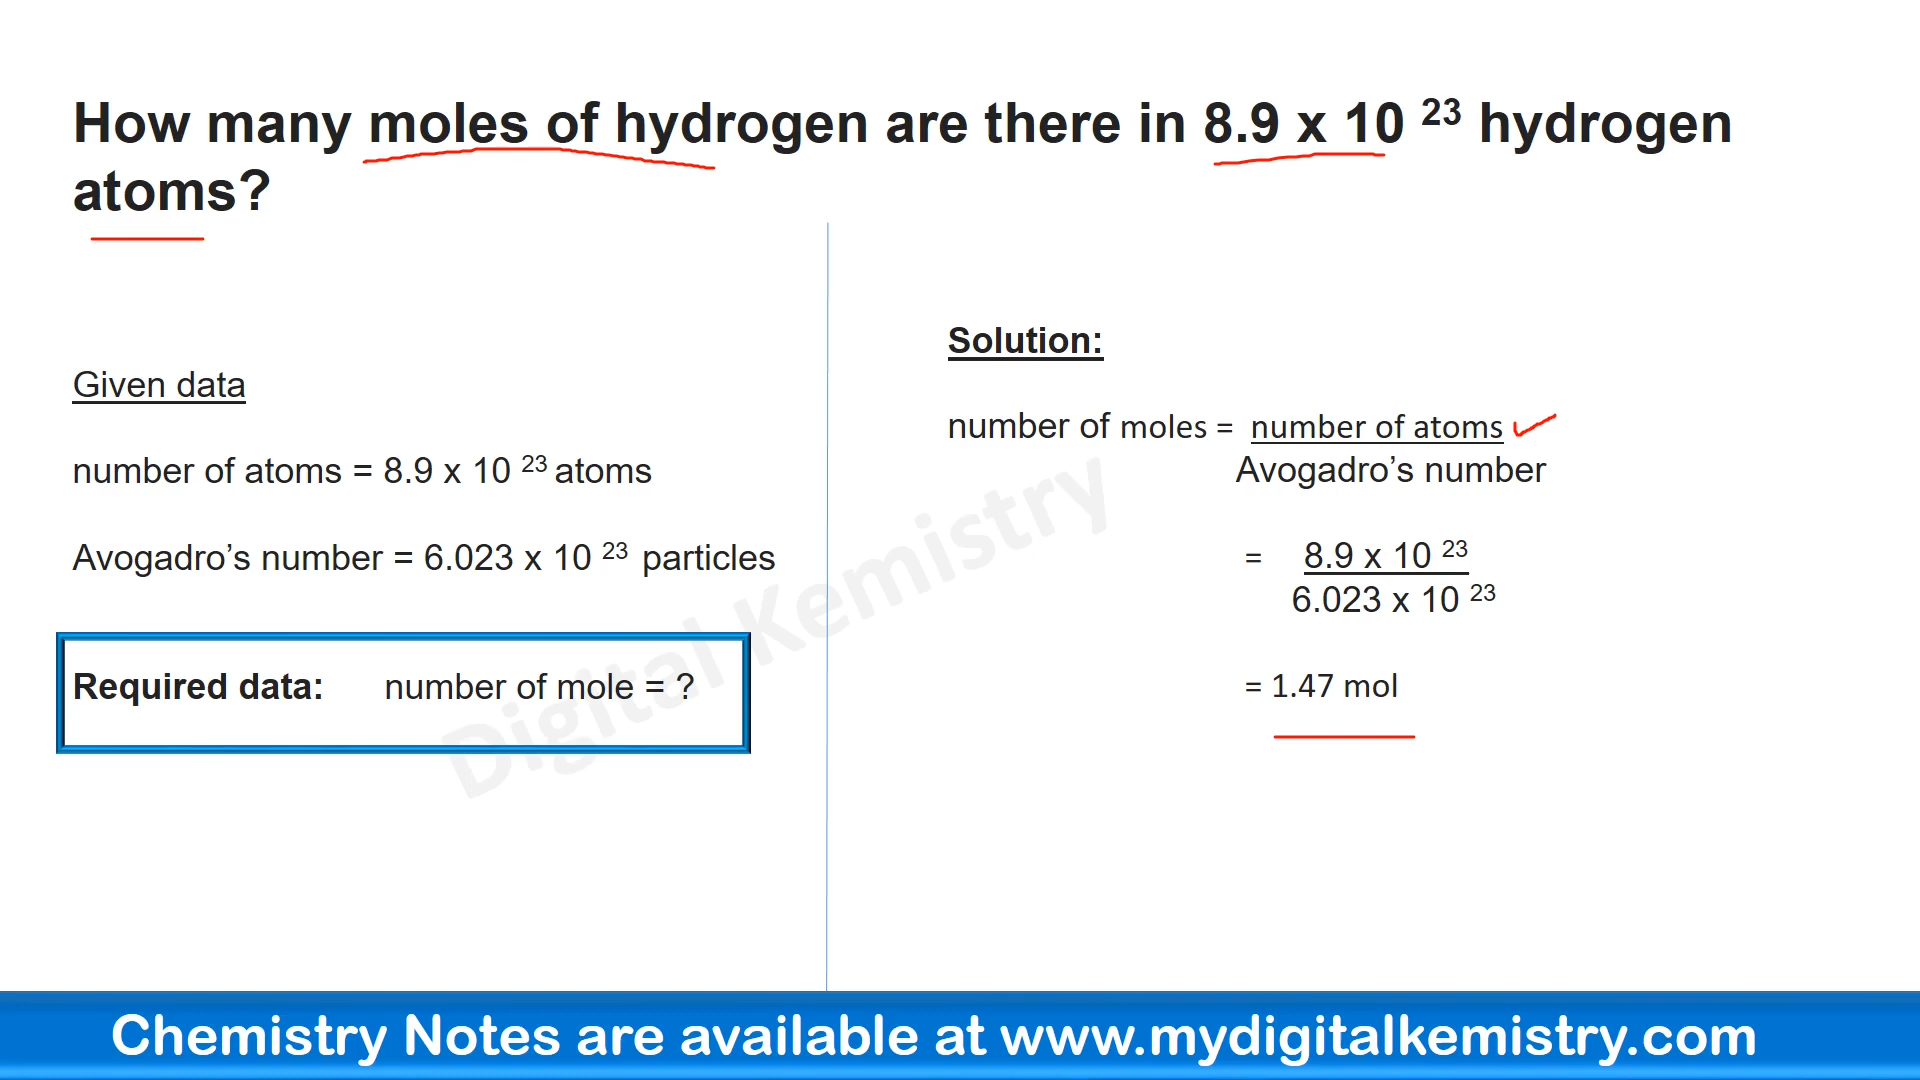 How many moles of hydrogen are there in 8.9 x 10 ²³ hydrogen
atoms?
Given data
number of atoms = 8.9 x 10 ²³ atoms
Avogadro’s number = 6.023 x 10 ²³ particles
Required data: number of mole = ?
Solution:
number of moles = number of atoms
Avogadro’s number
= 8.9 x 10 ²³
6.023 x 10 ²³
= 1.47 mol
Digital Kemistry
Chemistry Notes are available at www.mydigitalkemistry.com